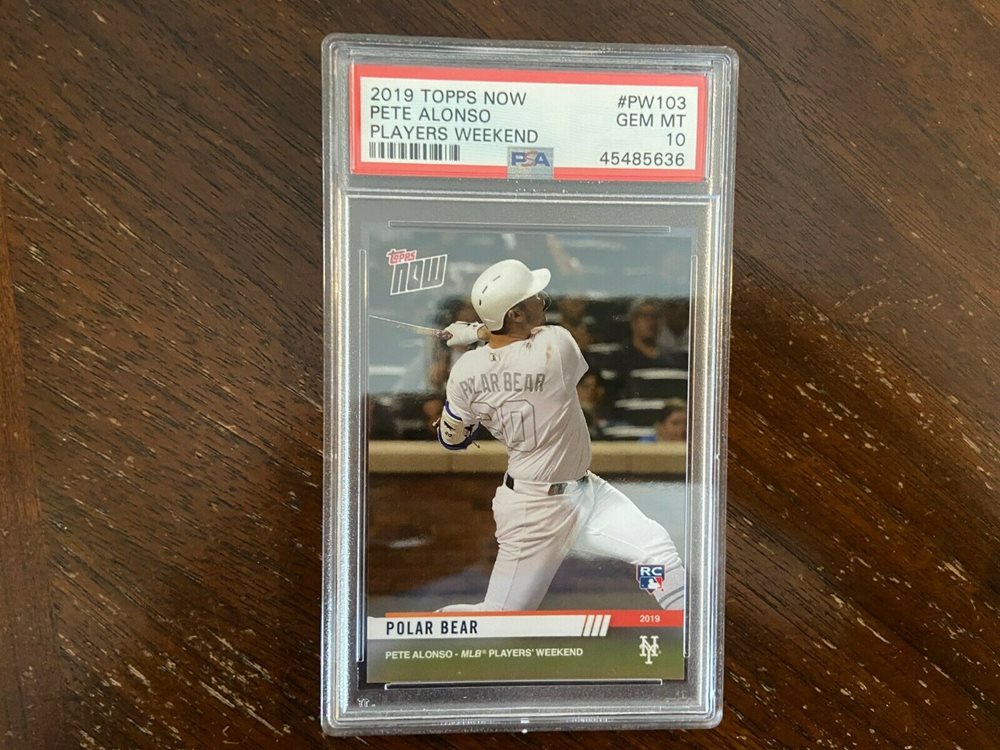 2019 TOPPS NOW #PW103
PETE ALONSO GEM MT
PLAYERS WEEKEND 10
PSA 45485636
TOPPS
NOW
POLAR BEAR
20
RC
2019
POLAR BEAR
NY
PETE ALONSO - MLB® PLAYERS' WEEKEND